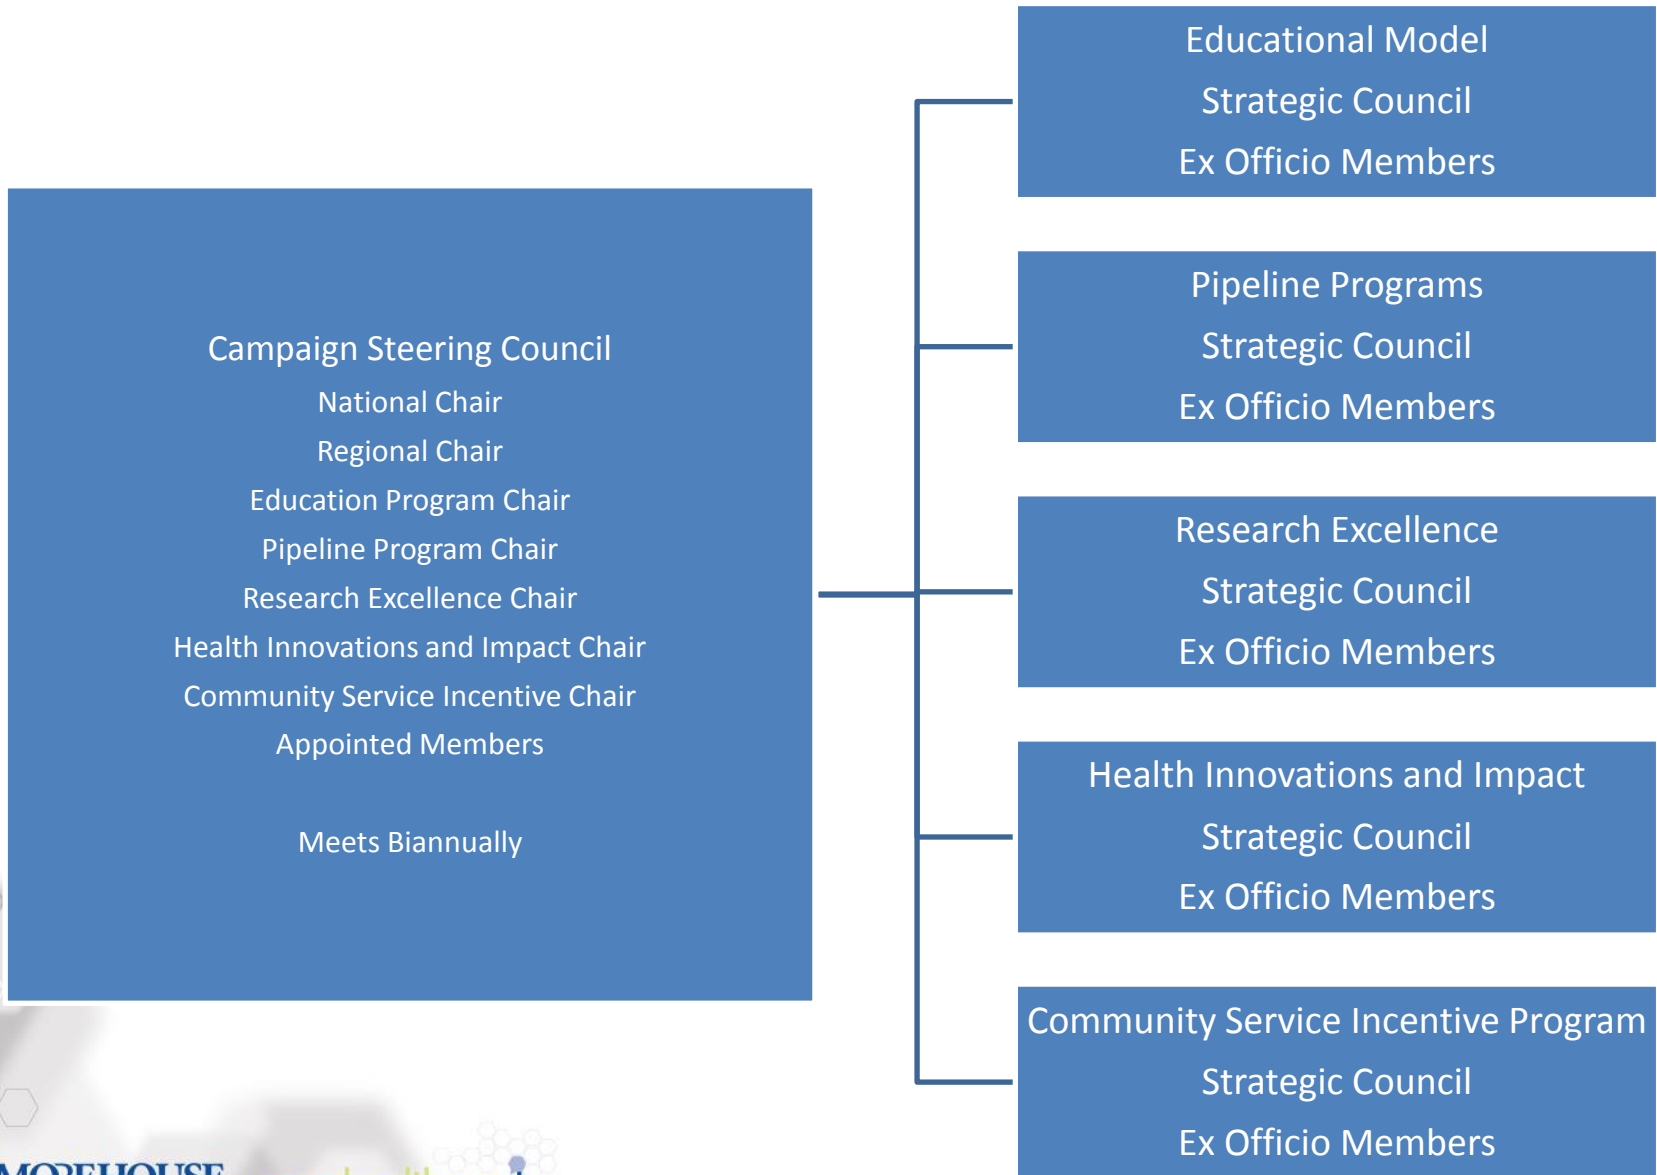 Campaign Steering Council
National Chair
Regional Chair
Education Program Chair
Pipeline Program Chair
Research Excellence Chair
Health Innovations and Impact Chair
Community Service Incentive Chair
Appointed Members
Meets Biannually
Educational Model
Strategic Council
Ex Officio Members
Pipeline Programs
Strategic Council
Ex Officio Members
Research Excellence
Strategic Council
Ex Officio Members
Health Innovations and Impact
Strategic Council
Ex Officio Members
Community Service Incentive Program
Strategic Council
Ex Officio Members
MOREHOUSE